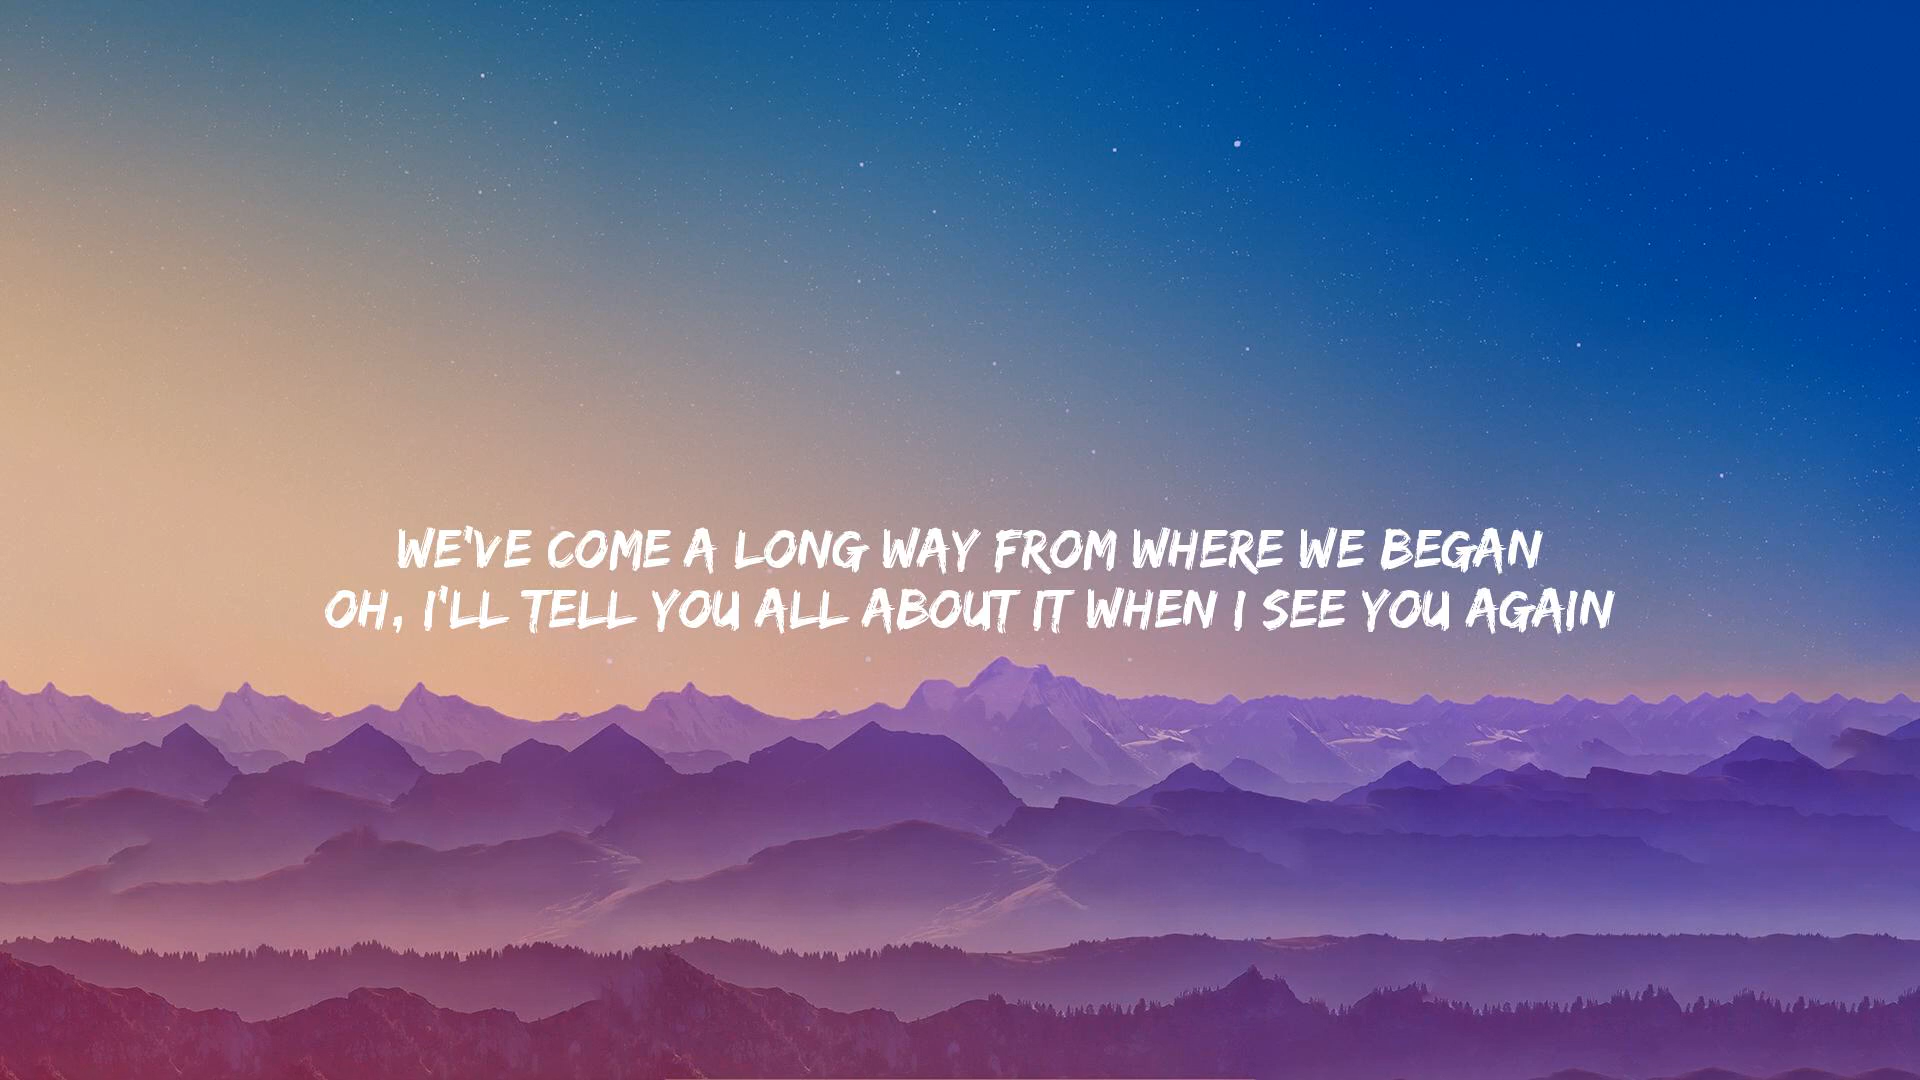 WE'VE COME A LONG WAY FROM WHERE WE BEGAN
OH, I'LL TELL YOU ALL ABOUT IT WHEN I SEE YOU AGAIN